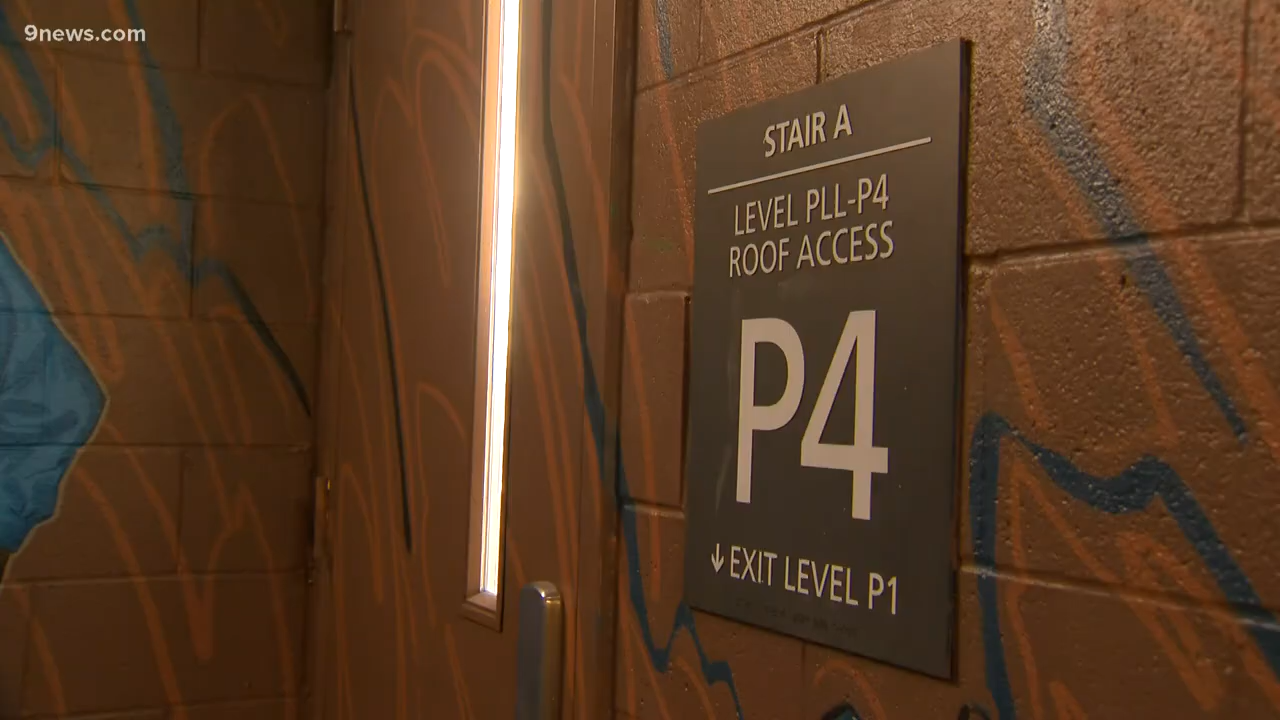 9news.com
STAIR A
LEVEL PLL-P4
ROOF ACCESS
P4
↓ EXIT LEVEL P1